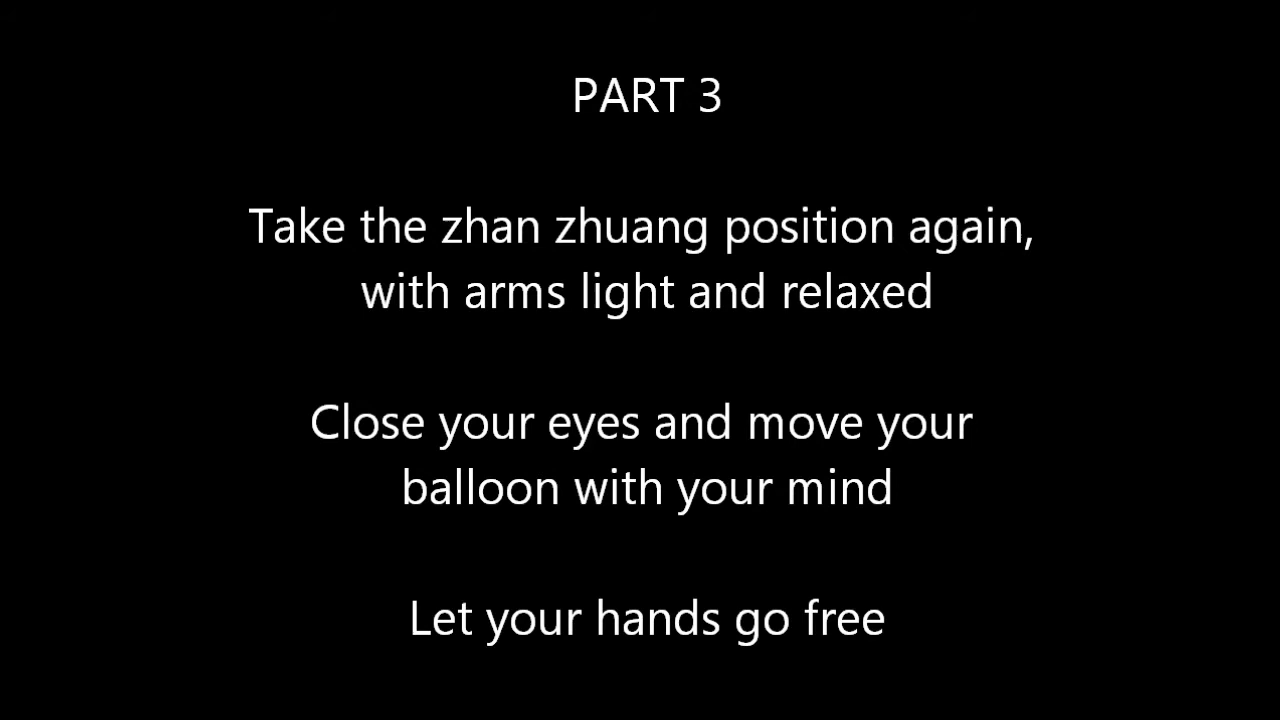 PART 3
Take the zhan zhuang position again,
with arms light and relaxed
Close your eyes and move your
balloon with your mind
Let your hands go free